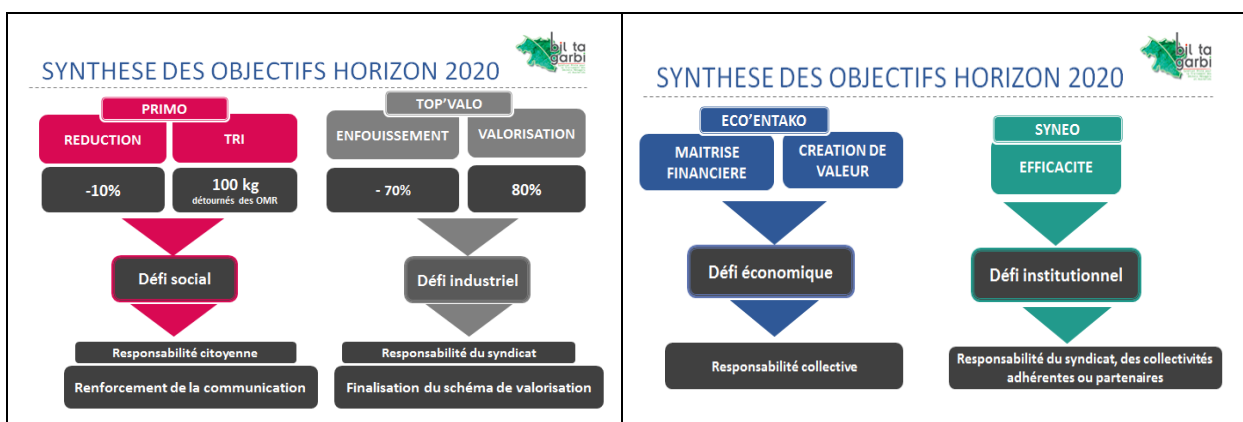 bil ta
garbi
SYNTHESE DES OBJECTIFS HORIZON 2020
PRIMO
REDUCTION
TRI
-10%
100 kg
détournés des OMR
Défi social
Responsabilité citoyenne
Renforcement de la communication
TOP'VALO
ENFOUISSEMENT
VALORISATION
- 70%
80%
Défi industriel
Responsabilité du syndicat
Finalisation du schéma de valorisation
bil ta
garbi
SYNTHESE DES OBJECTIFS HORIZON 2020
ECO'ENTAKO
MAITRISE
FINANCIERE
CREATION DE
VALEUR
Défi économique
Responsabilité collective
SYNEO
EFFICACITE
Défi institutionnel
Responsabilité du syndicat, des collectivités
adhérentes ou partenaires